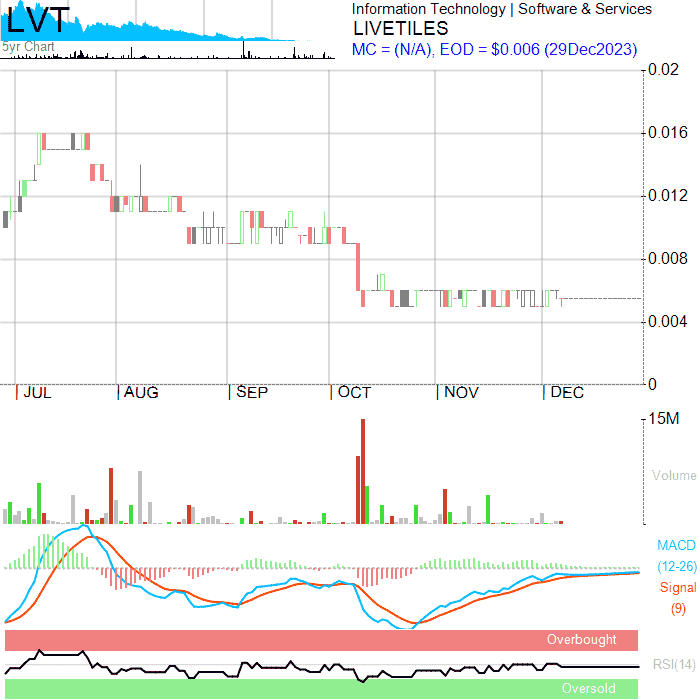 LVT
5yr Chart
Information Technology | Software & Services
LIVETILES
MC = (N/A), EOD = $0.006 (29Dec2023)
0.02
0.016
0.012
0.008
0.004
0
| JUL | AUG | SEP | OCT | NOV | DEC
15M
Volume
MACD
(12-26)
Signal
(9)
Overbought
RSI(14)
Oversold